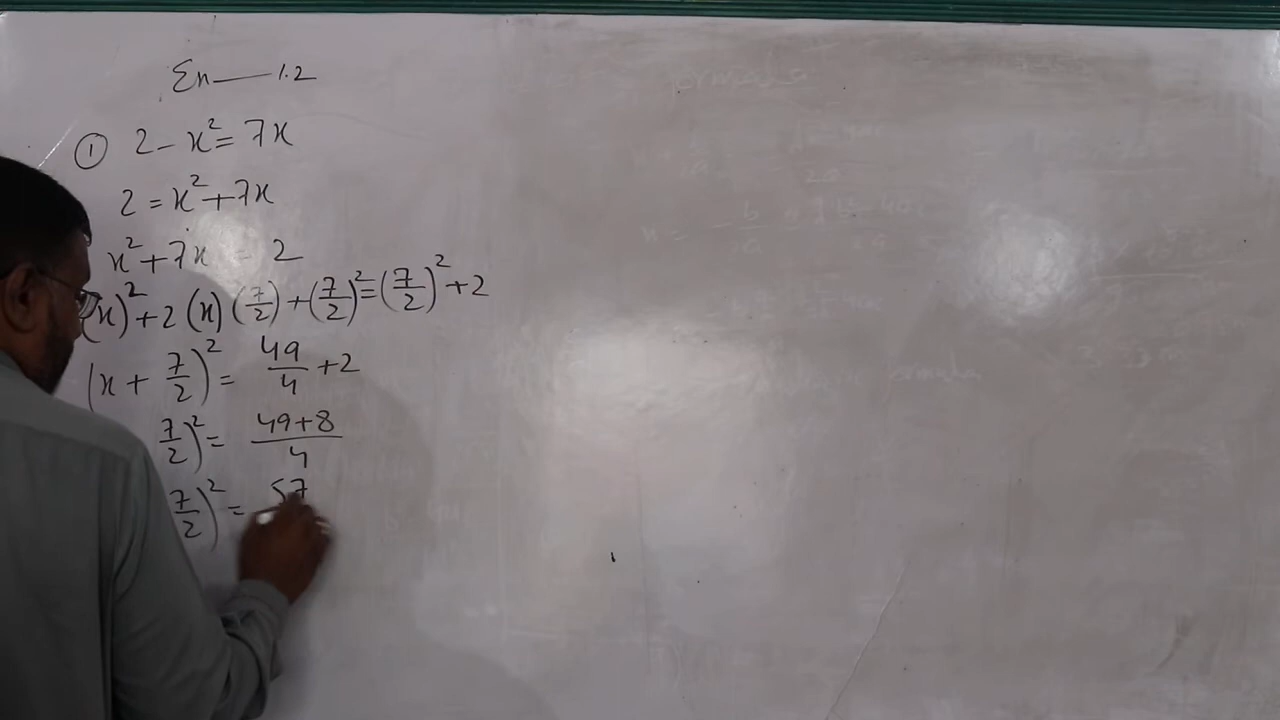 Ex 1.2
① 2 - x² = 7x
2 = x² + 7x
x² + 7x = 2
(x)² + 2(x)(7/2) + (7/2)² = (7/2)² + 2
(x + 7/2)² = 49/4 + 2
7/2)² = 49+8/4
7/2)² = 57